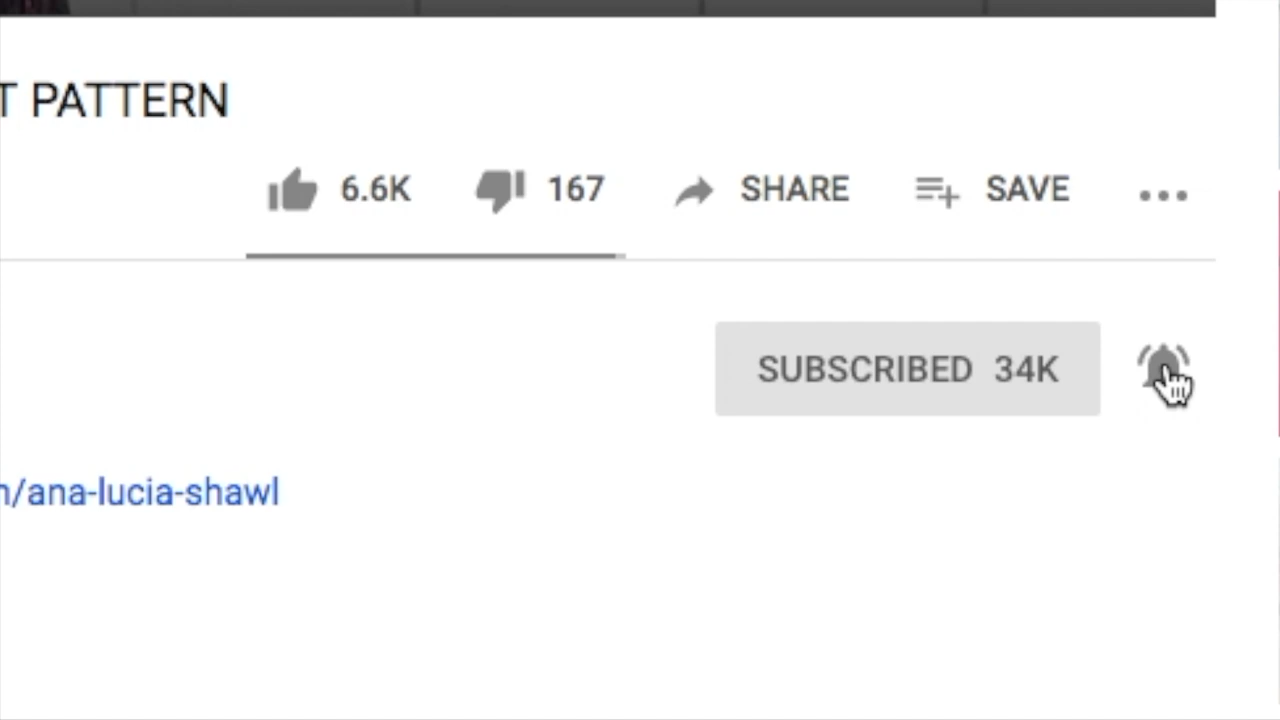 T PATTERN
6.6K 167 SHARE SAVE
SUBSCRIBED 34K
/ana-lucia-shawl